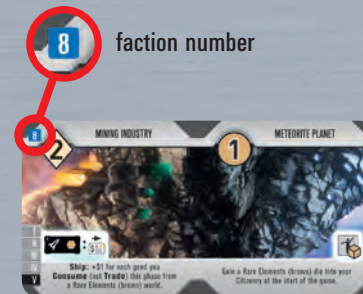 8 faction number
8
2 MINING INDUSTRY 1 METEORITE PLANET
Ship: +$1 for each good you
Consume (not Trade) this phase from
a Rare Elements (brown) world.
Gain a Rare Elements (brown) die into your
Citizenry at the start of the game.
V